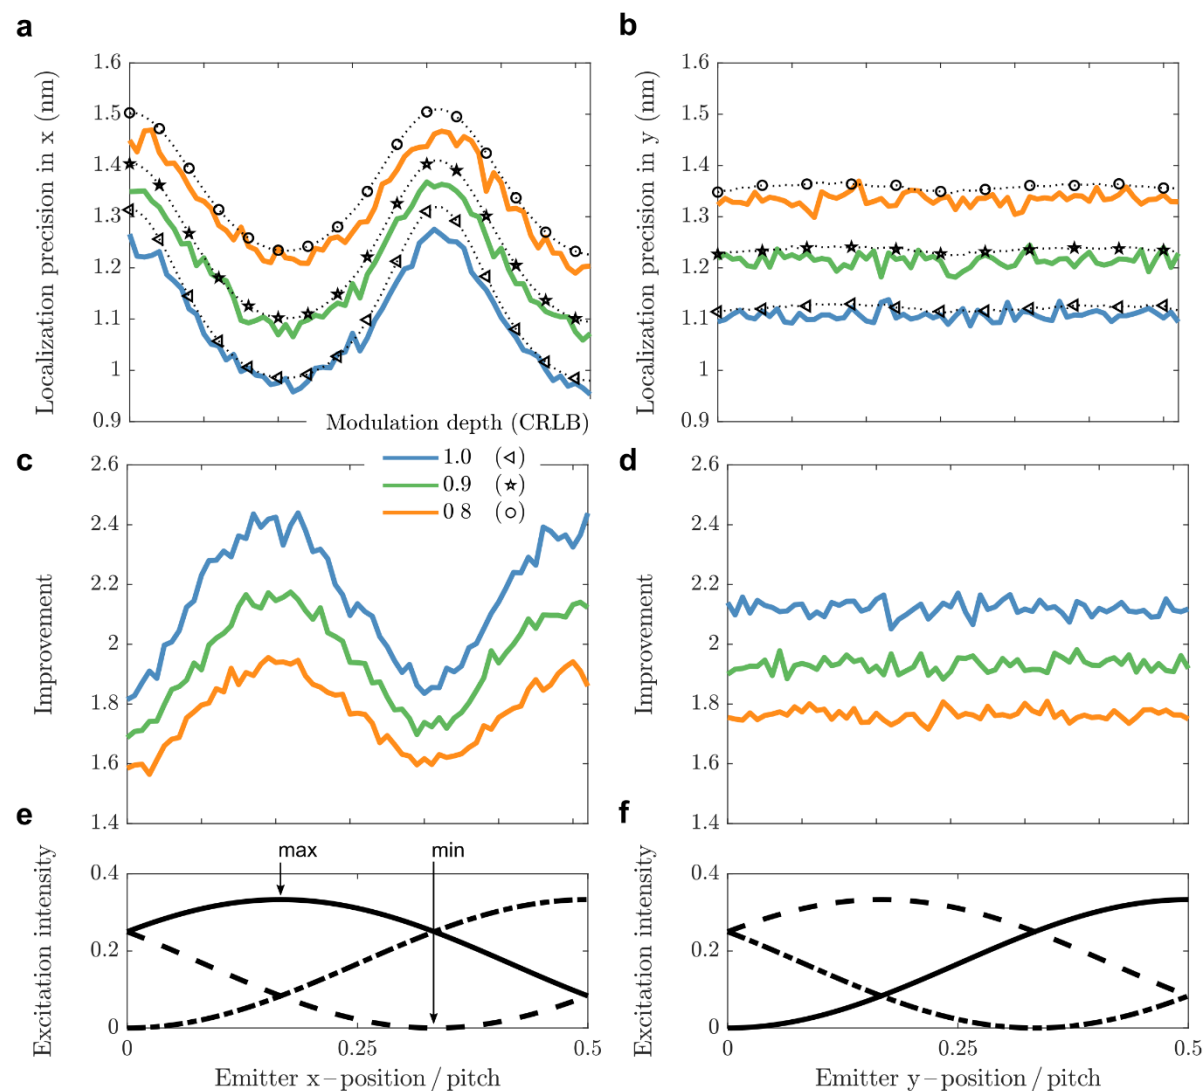 a
b
Localization precision in x (nm)
1.6
1.5
1.4
1.3
1.2
1.1
1
0.9
Localization precision in y (nm)
1.6
1.5
1.4
1.3
1.2
1.1
1
0.9
Modulation depth (CRLB)
1.0 ( )
0.9 ( )
0 8 ( )
c
d
Improvement
2.6
2.4
2.2
2
1.8
1.6
1.4
Improvement
2.6
2.4
2.2
2
1.8
1.6
1.4
e
f
max
min
Excitation intensity
0.4
0.2
0
0
0.25
0.5
Emitter x–position / pitch
Excitation intensity
0.4
0.2
0
0
0.25
0.5
Emitter y–position / pitch